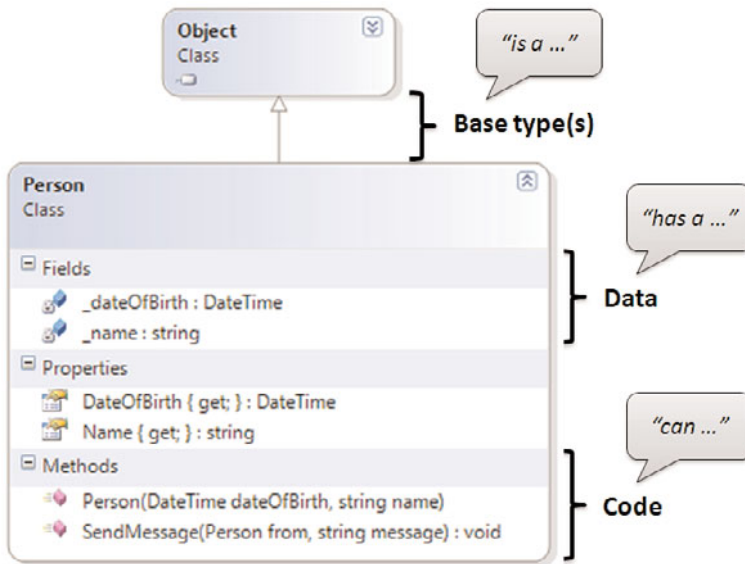 Object
Class
"is a ..."
Base type(s)
Person
Class
"has a ..."
Fields
_dateOfBirth : DateTime
_name : string
Data
Properties
DateOfBirth { get; } : DateTime
Name { get; } : string
"can ..."
Methods
Person(DateTime dateOfBirth, string name)
SendMessage(Person from, string message) : void
Code